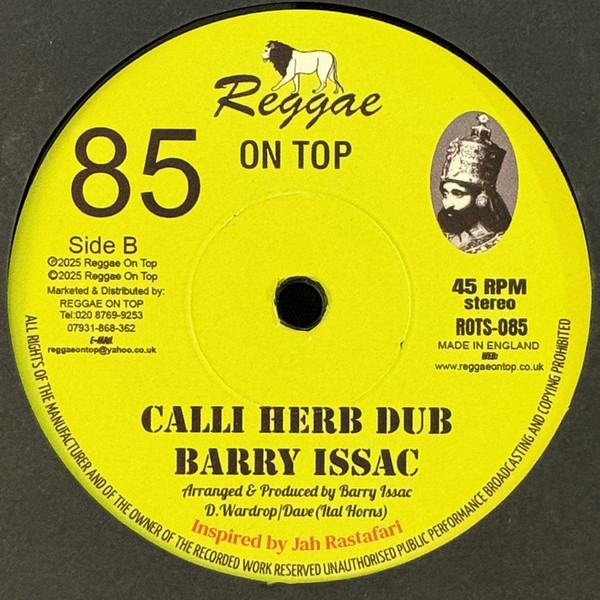 Reggae
ON TOP
85
Side B
℗2025 Reggae On Top
©2025 Reggae On Top
Marketed & Distributed by:
REGGAE ON TOP
Tel:020 8769-9253
07931-868-362
E-MAIL
reggaeontop@yahoo.co.uk
45 RPM
stereo
ROTS-085
MADE IN ENGLAND
WEB:
www.reggaeontop.co.uk
CALLI HERB DUB
BARRY ISSAC
Arranged & Produced by Barry Issac
D.Wardrop/Dave(Ital Horns)
Inspired by Jah Rastafari
ALL RIGHTS OF THE MANUFACTURER AND OF THE OWNER OF THE RECORDED WORK RESERVED UNAUTHORISED PUBLIC PERFORMANCE BROADCASTING AND COPYING PROHIBITED